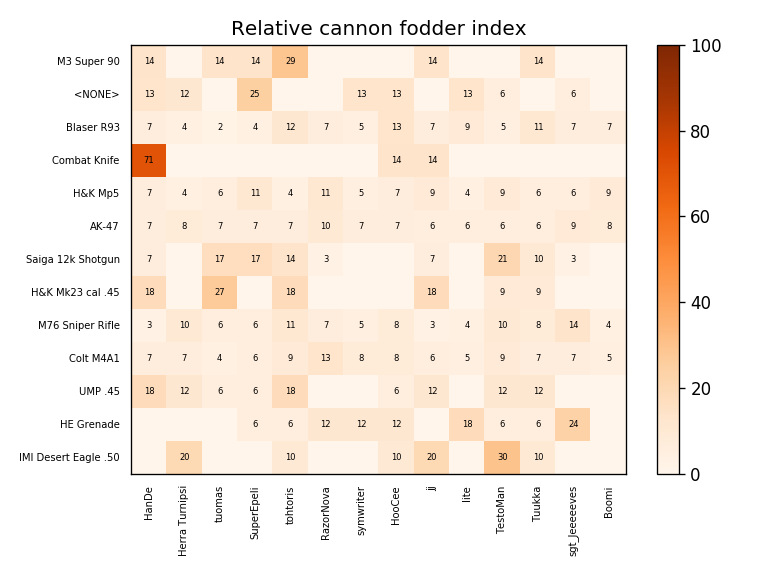 Relative cannon fodder index
M3 Super 90 14 14 14 29 14 14
<NONE> 13 12 25 13 13 13 6 6
Blaser R93 7 4 2 4 12 7 5 13 7 9 5 11 7 7
Combat Knife 71 14 14
H&K Mp5 7 4 6 11 4 11 5 7 9 4 9 6 6 9
AK-47 7 8 7 7 7 10 7 7 6 6 6 6 9 8
Saiga 12k Shotgun 7 17 17 14 3 7 21 10 3
H&K Mk23 cal .45 18 27 18 18 9 9
M76 Sniper Rifle 3 10 6 6 11 7 5 8 3 4 10 8 14 4
Colt M4A1 7 7 4 6 9 13 8 8 6 5 9 7 7 5
UMP .45 18 12 6 6 18 6 12 12 12
HE Grenade 6 6 12 12 12 18 6 6 24
IMI Desert Eagle .50 20 10 10 20 30 10
HanDe
Herra Turnipsi
tuomas
SuperEpeli
tohtoris
RazorNova
symwriter
HooCee
jj
lite
TestoMan
Tuukka
sgt_Jeeeeeves
Boomi
100
80
60
40
20
0